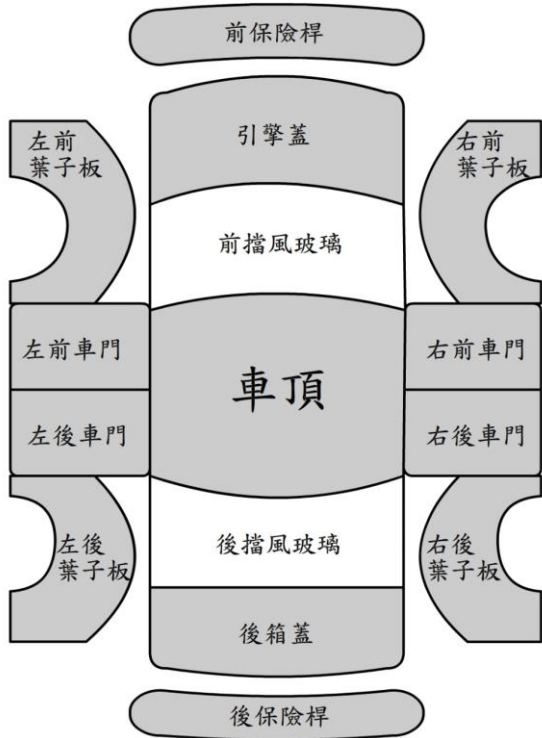 前保險桿
引擎蓋
左前
葉子板
右前
葉子板
前擋風玻璃
左前車門
車頂
右前車門
左後車門
右後車門
後擋風玻璃
左後
葉子板
右後
葉子板
後箱蓋
後保險桿